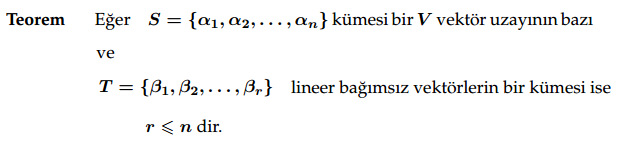 Teorem Eğer S = {α₁, α₂, . . . , αₙ} kümesi bir V vektör uzayının bazı
ve
T = {β₁, β₂, . . . , βᵣ} lineer bağımsız vektörlerin bir kümesi ise
r ⩽ n dir.